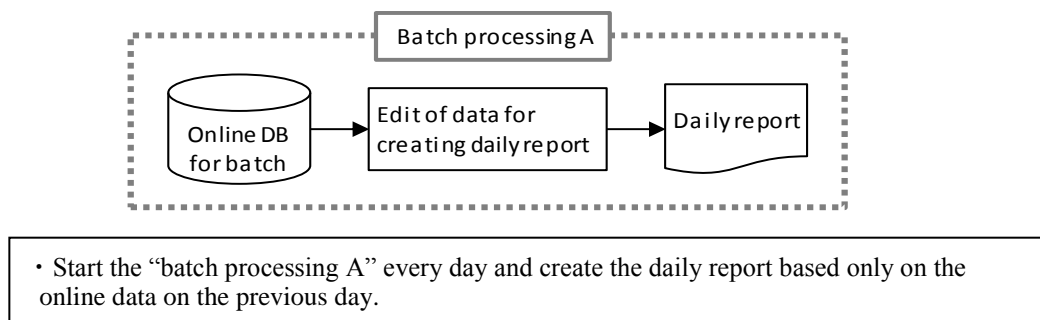 Batch processing A
Online DB
for batch
Edit of data for
creating daily report
Daily report
・Start the “batch processing A” every day and create the daily report based only on the
online data on the previous day.